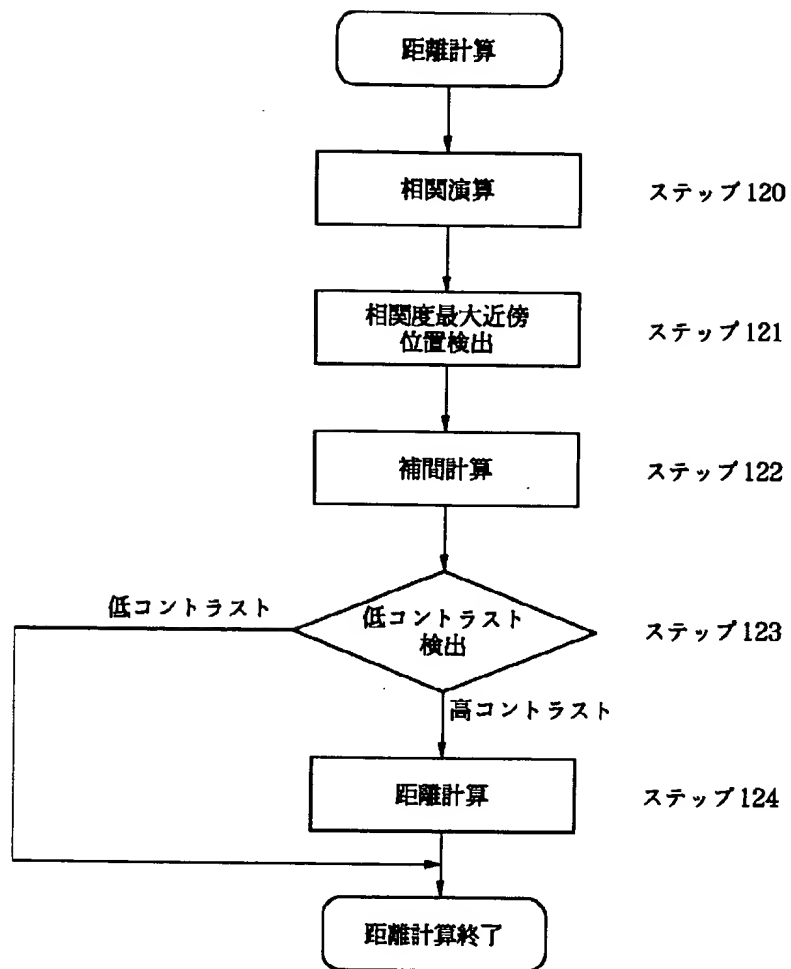 距離計算
相関演算
ステップ120
相関度最大近傍
位置検出
ステップ121
補間計算
ステップ122
低コントラスト
低コントラスト
検出
ステップ123
高コントラスト
距離計算
ステップ124
距離計算終了